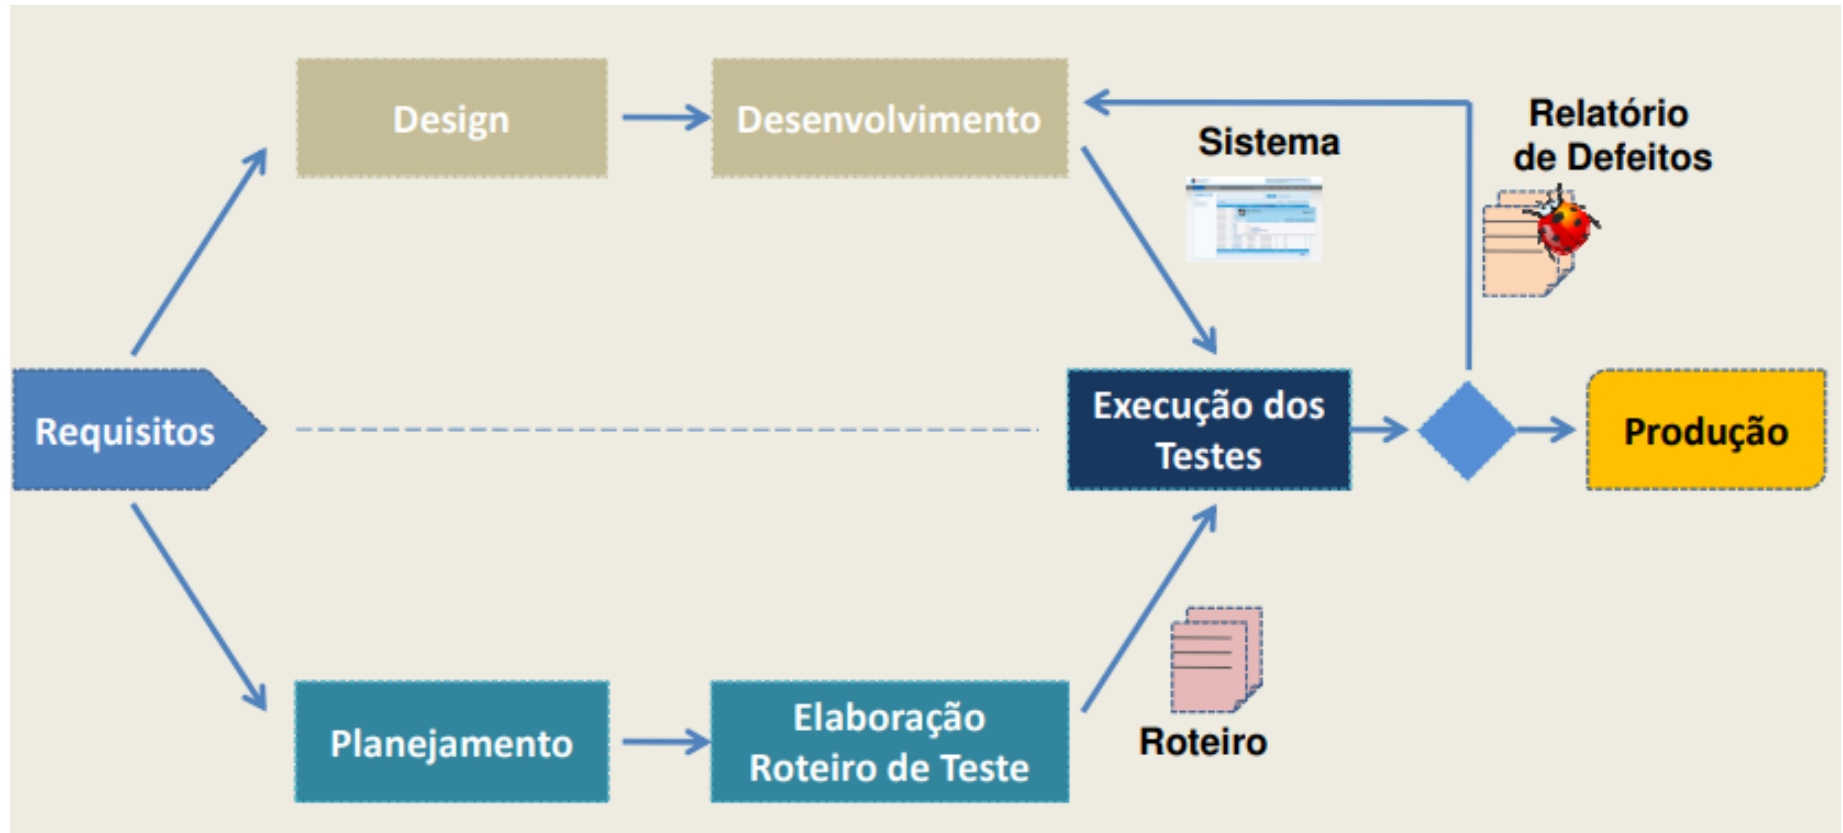 Design
Desenvolvimento
Sistema
Relatório
de Defeitos
Requisitos
Execução dos
Testes
Produção
Planejamento
Elaboração
Roteiro de Teste
Roteiro